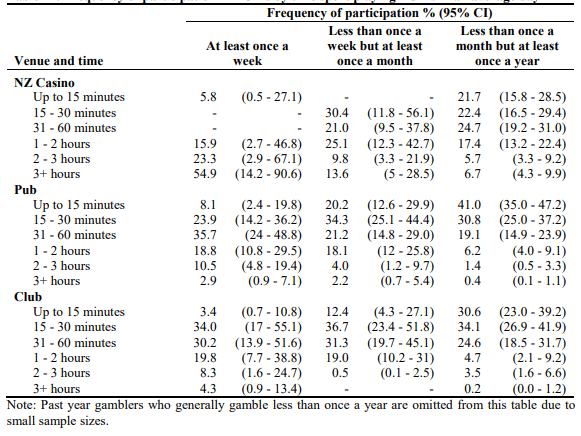 Frequency of participation % (95% CI)
Less than once a Less than once a
At least once a week but at least month but at least
Venue and time week once a month once a year
NZ Casino
Up to 15 minutes 5.8 (0.5 - 27.1) - - 21.7 (15.8 - 28.5)
15 - 30 minutes - - 30.4 (11.8 - 56.1) 22.4 (16.5 - 29.4)
31 - 60 minutes - - 21.0 (9.5 - 37.8) 24.7 (19.2 - 31.0)
1 - 2 hours 15.9 (2.7 - 46.8) 25.1 (12.3 - 42.7) 17.4 (13.2 - 22.4)
2 - 3 hours 23.3 (2.9 - 67.1) 9.8 (3.3 - 21.9) 5.7 (3.3 - 9.2)
3+ hours 54.9 (14.2 - 90.6) 13.6 (5 - 28.5) 6.7 (4.3 - 9.9)
Pub
Up to 15 minutes 8.1 (2.4 - 19.8) 20.2 (12.6 - 29.9) 41.0 (35.0 - 47.2)
15 - 30 minutes 23.9 (14.2 - 36.2) 34.3 (25.1 - 44.4) 30.8 (25.0 - 37.2)
31 - 60 minutes 35.7 (24 - 48.8) 21.2 (14.8 - 29.0) 19.1 (14.9 - 23.9)
1 - 2 hours 18.8 (10.8 - 29.5) 18.1 (12 - 25.8) 6.2 (4.0 - 9.1)
2 - 3 hours 10.5 (4.8 - 19.4) 4.0 (1.2 - 9.7) 1.4 (0.5 - 3.3)
3+ hours 2.9 (0.9 - 7.1) 2.2 (0.7 - 5.4) 0.4 (0.1 - 1.1)
Club
Up to 15 minutes 3.4 (0.7 - 10.8) 12.4 (4.3 - 27.1) 30.6 (23.0 - 39.2)
15 - 30 minutes 34.0 (17 - 55.1) 36.7 (23.4 - 51.8) 34.1 (26.9 - 41.9)
31 - 60 minutes 30.2 (13.9 - 51.6) 31.3 (19.7 - 45.1) 24.6 (18.5 - 31.7)
1 - 2 hours 19.8 (7.7 - 38.8) 19.0 (10.2 - 31) 4.7 (2.1 - 9.2)
2 - 3 hours 8.3 (1.6 - 24.7) 0.5 (0.1 - 2.5) 3.5 (1.6 - 6.6)
3+ hours 4.3 (0.9 - 13.4) - - 0.2 (0.0 - 1.2)
Note: Past year gamblers who generally gamble less than once a year are omitted from this table due to
small sample sizes.